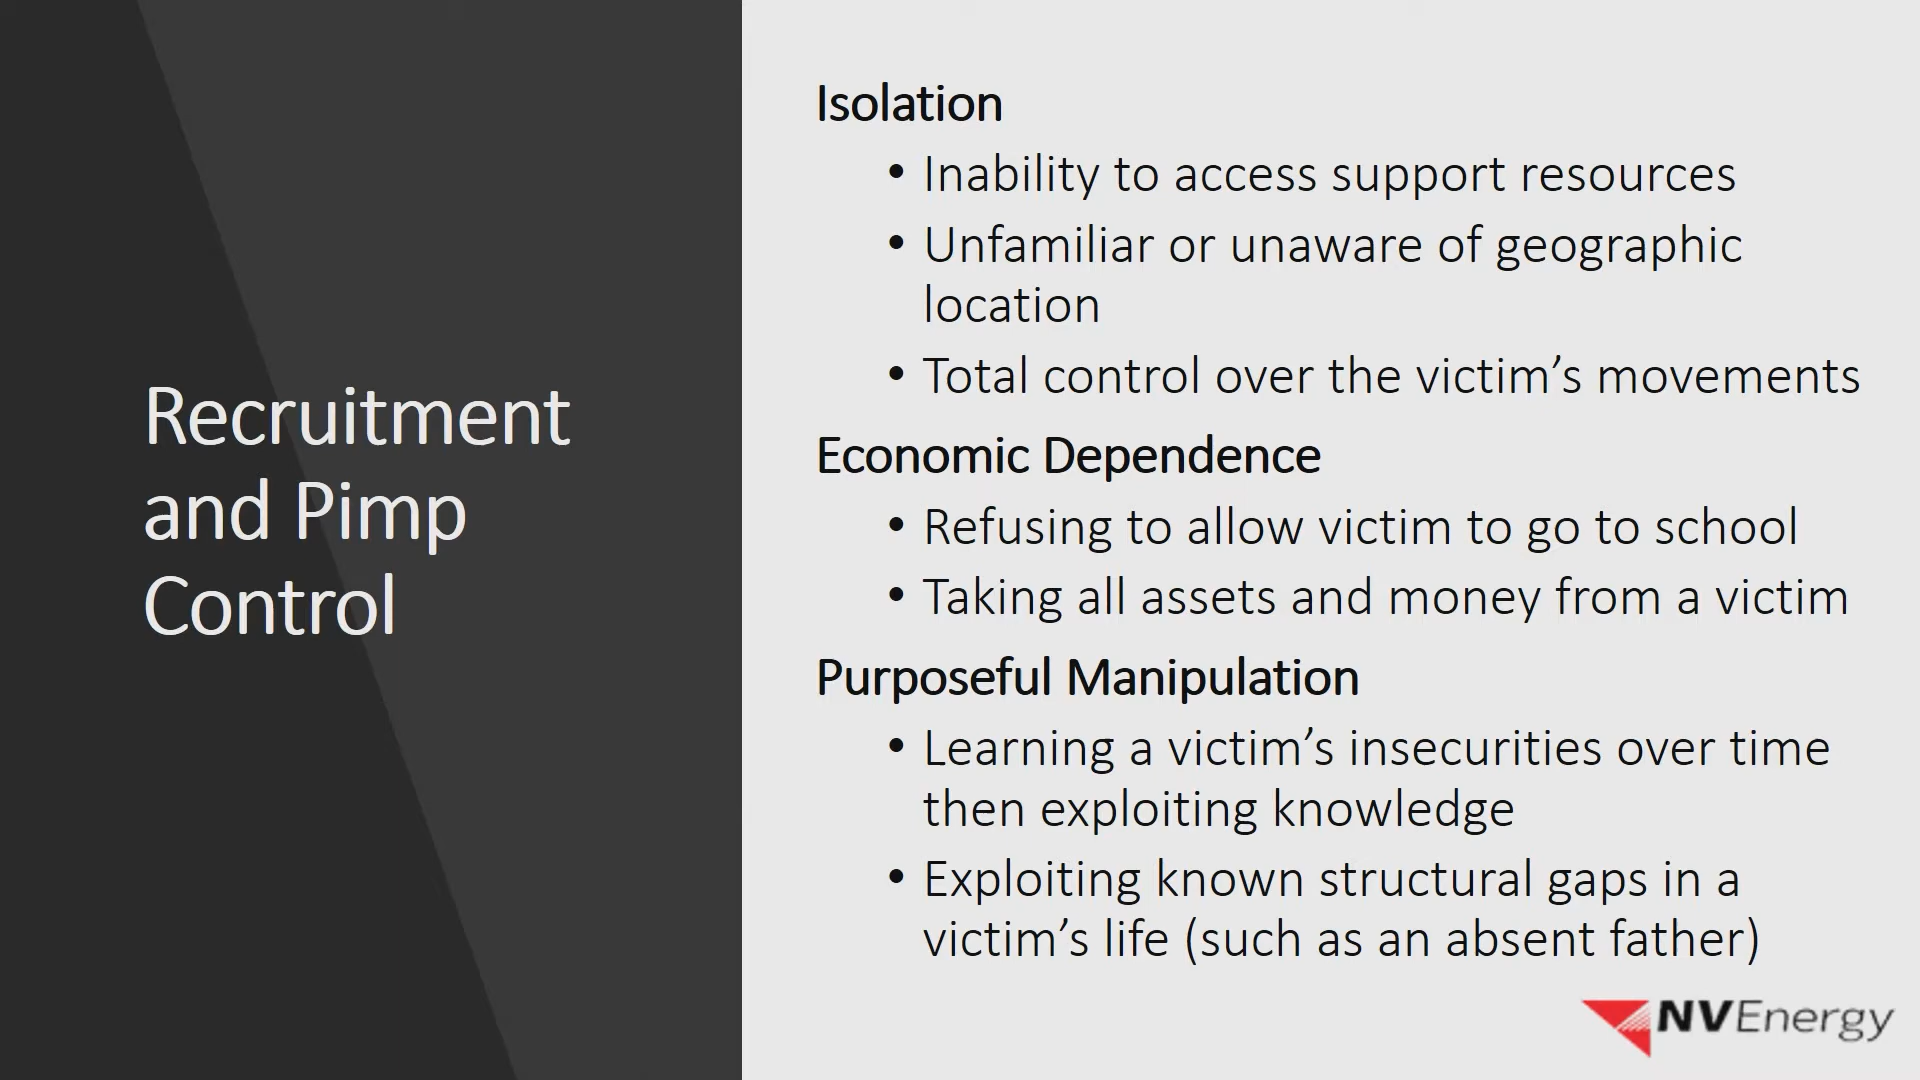 Recruitment
and Pimp
Control
Isolation
• Inability to access support resources
• Unfamiliar or unaware of geographic
location
• Total control over the victim’s movements
Economic Dependence
• Refusing to allow victim to go to school
• Taking all assets and money from a victim
Purposeful Manipulation
• Learning a victim’s insecurities over time
then exploiting knowledge
• Exploiting known structural gaps in a
victim’s life (such as an absent father)
NVEnergy